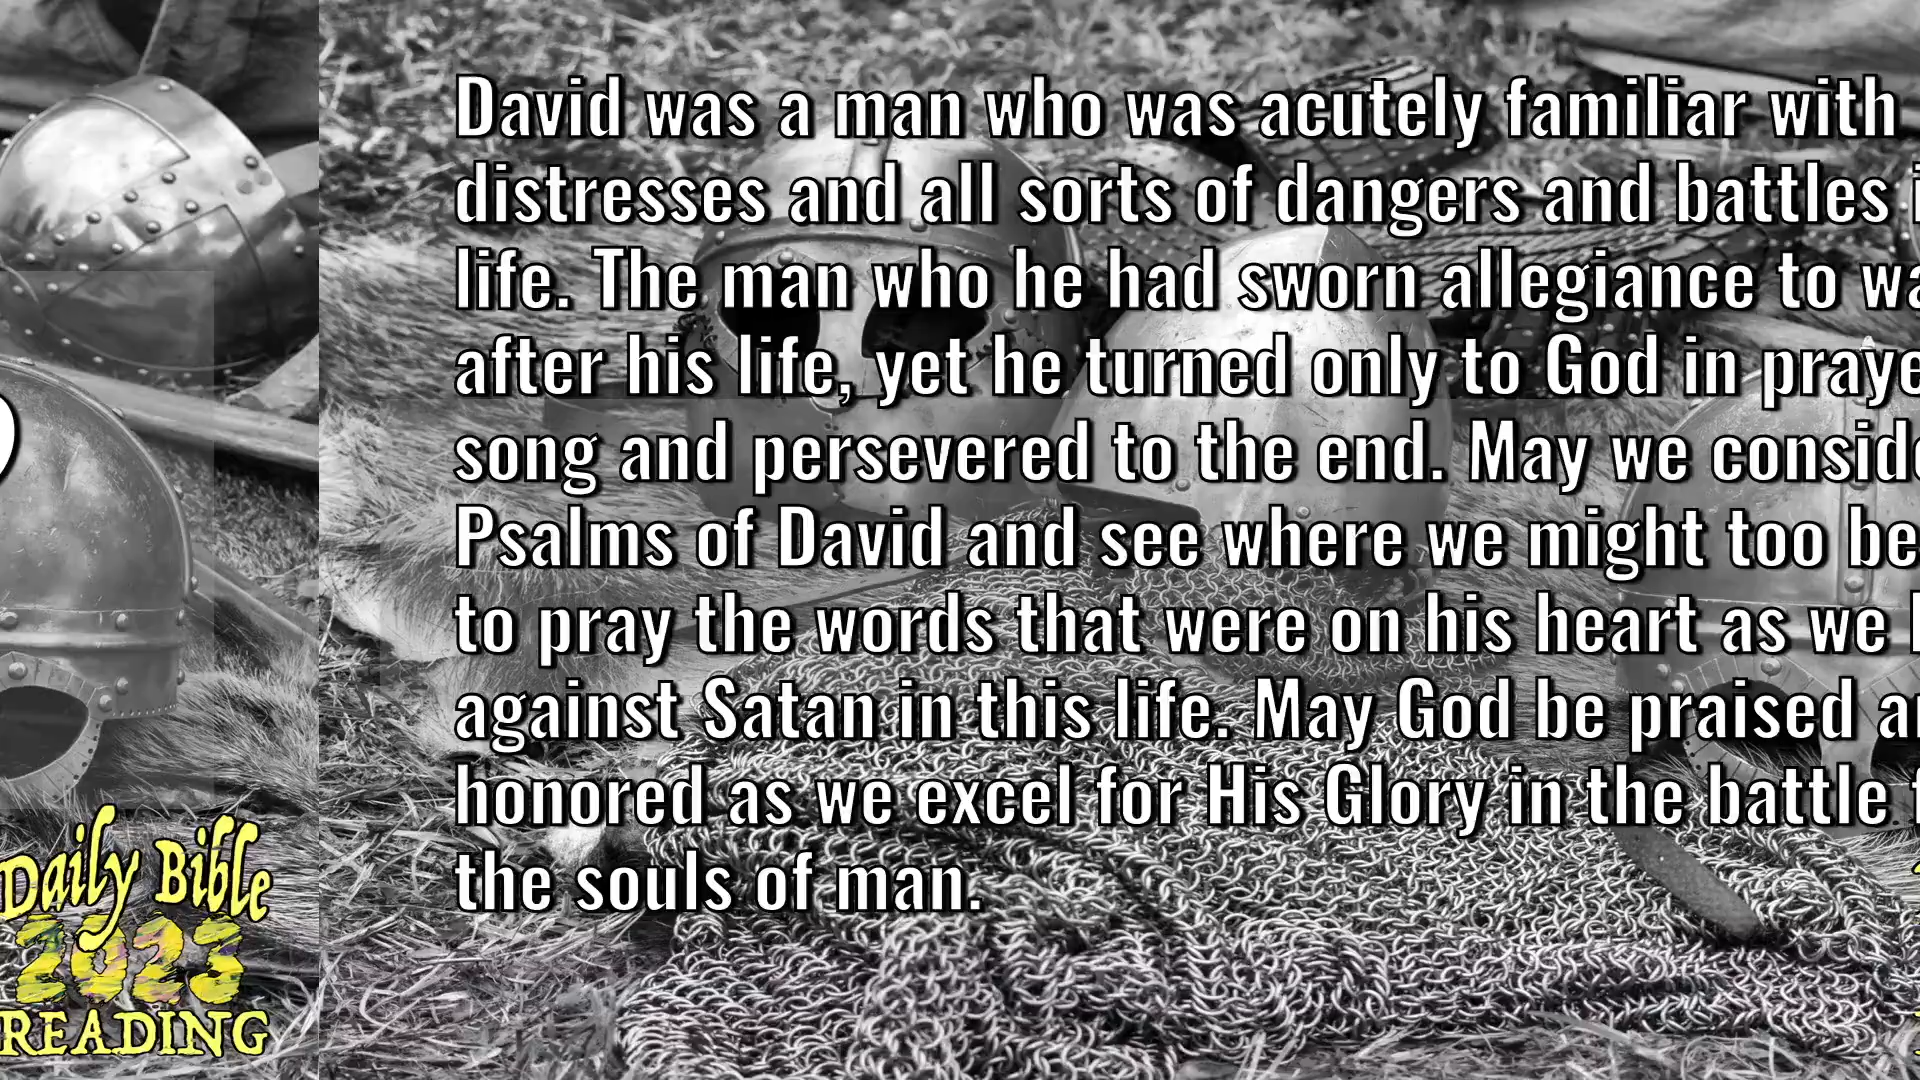 David was a man who was acutely familiar with
distresses and all sorts of dangers and battles
life. The man who he had sworn allegiance to
after his life, yet he turned only to God in
song and persevered to the end. May we
Psalms of David and see where we might too be
to pray the words that were on his heart as we
against Satan in this life. May God be praised
honored as we excel for His Glory in the battle
the souls of man.
Daily Bible
2023
READING